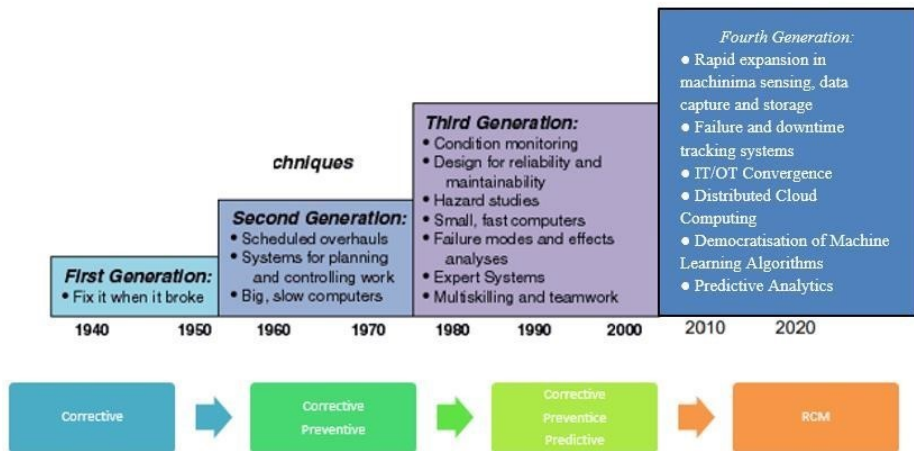 Fourth Generation:
● Rapid expansion in
machinima sensing, data
capture and storage
● Failure and downtime
tracking systems
● IT/OT Convergence
● Distributed Cloud
Computing
● Democratisation of Machine
Learning Algorithms
● Predictive Analytics
Third Generation:
• Condition monitoring
• Design for reliability and
maintainability
• Hazard studies
• Small, fast computers
• Failure modes and effects
analyses
• Expert Systems
• Multiskilling and teamwork
chniques
Second Generation:
• Scheduled overhauls
• Systems for planning
and controlling work
• Big, slow computers
First Generation:
• Fix it when it broke
1940 1950 1960 1970 1980 1990 2000 2010 2020
Corrective
Corrective
Preventive
Corrective
Preventice
Predictive
RCM